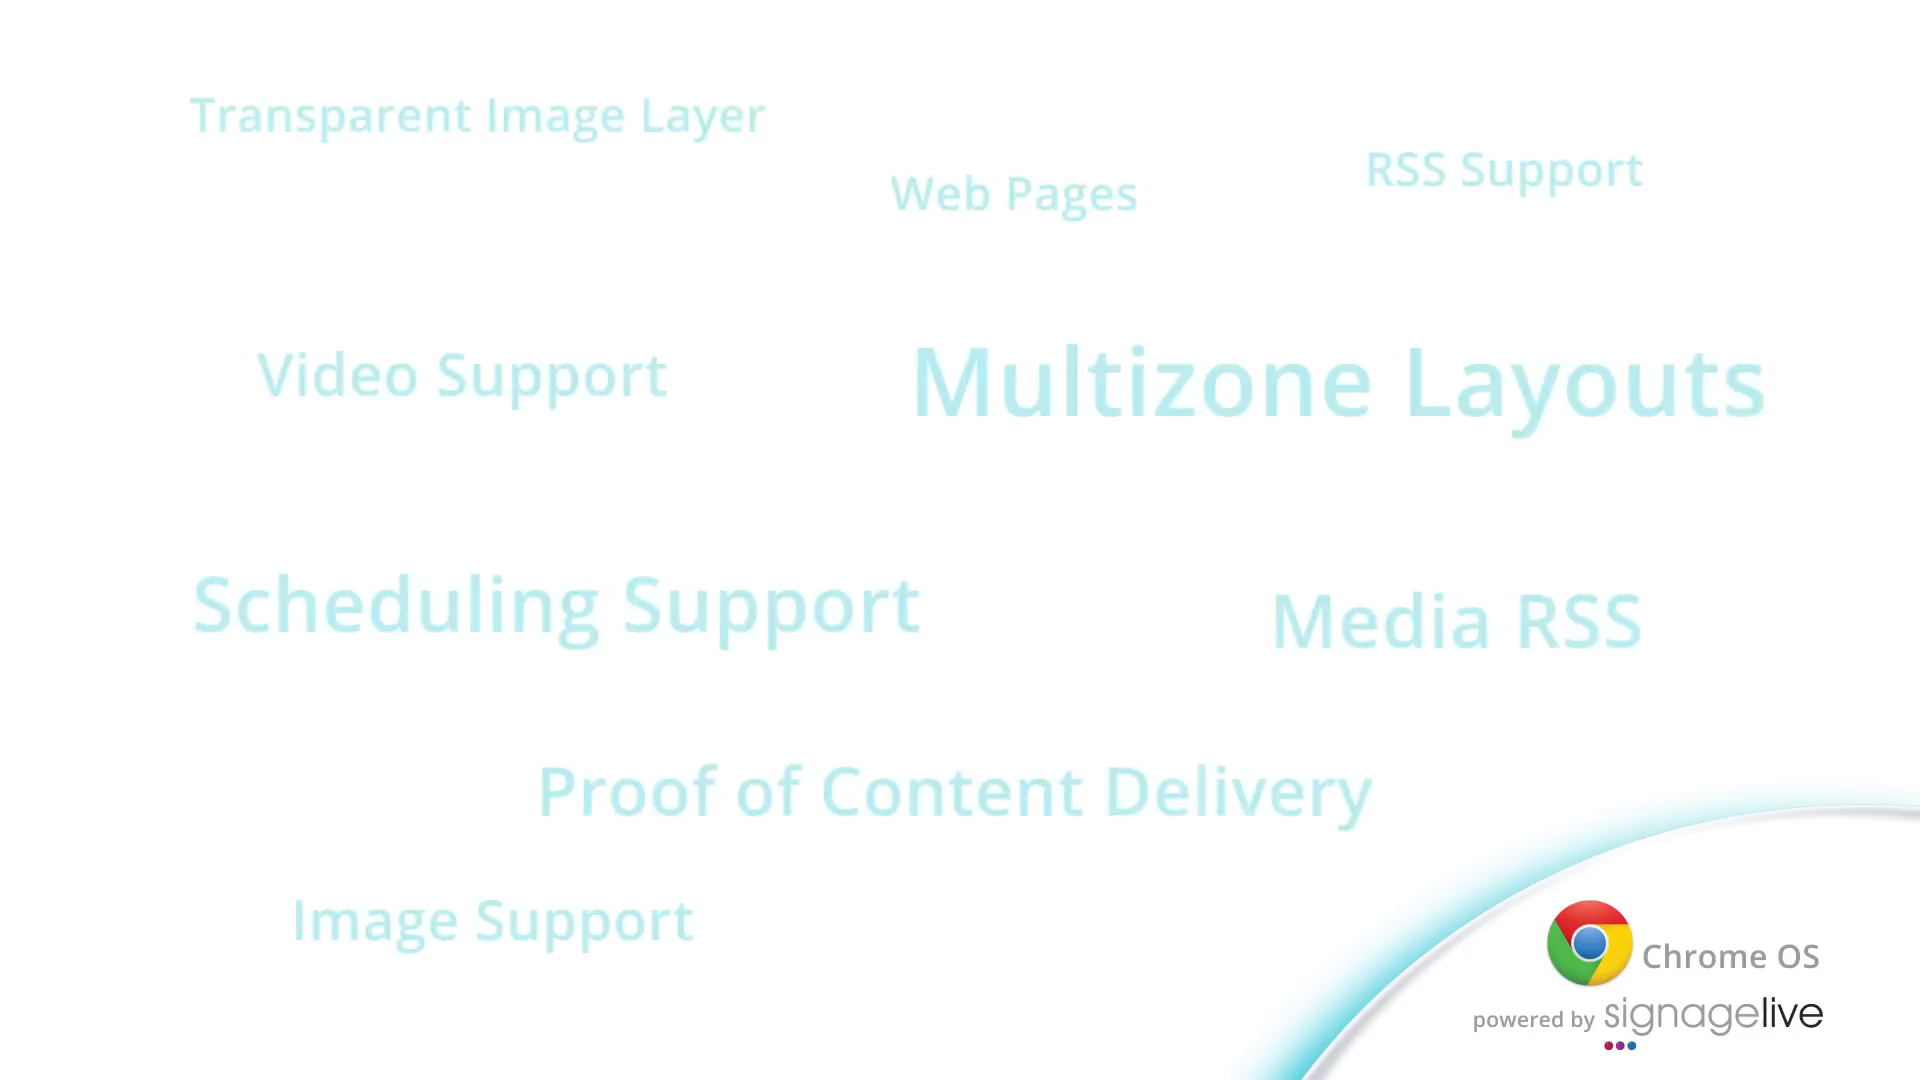 Transparent Image Layer
Web Pages
RSS Support
Video Support
Multizone Layouts
Scheduling Support
Media RSS
Proof of Content Delivery
Image Support
Chrome OS
powered by signagelive